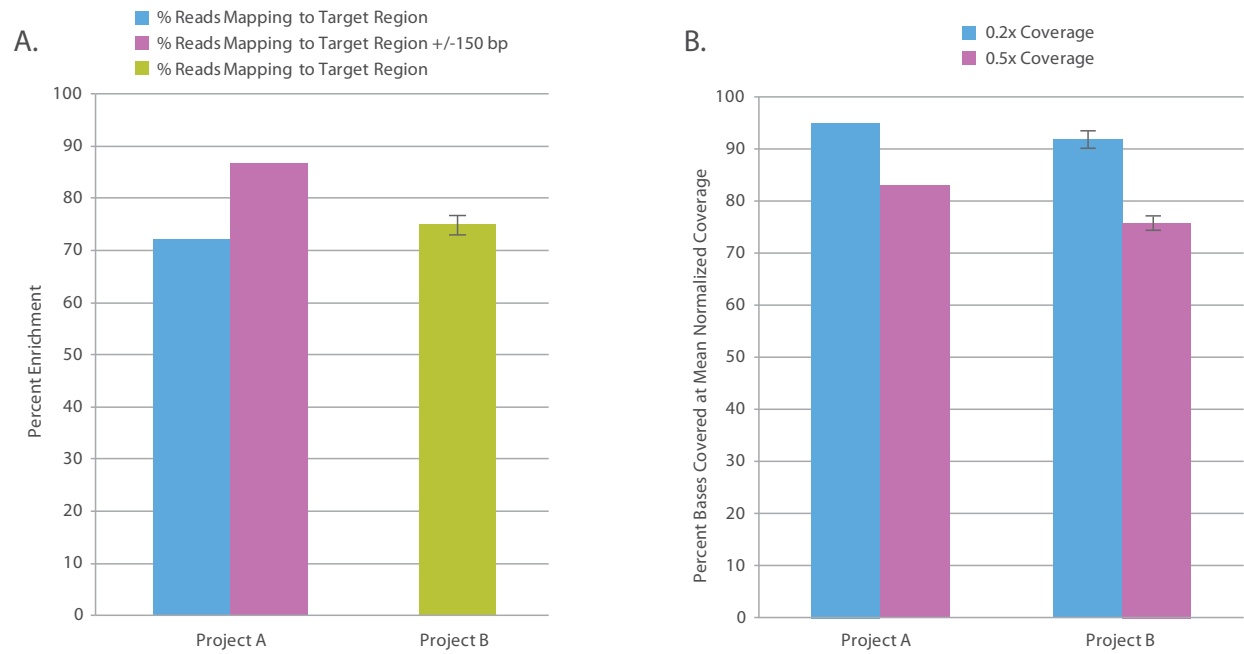 A.
% Reads Mapping to Target Region
% Reads Mapping to Target Region +/-150 bp
% Reads Mapping to Target Region
Percent Enrichment
100
90
80
70
60
50
40
30
20
10
0
Project A
Project B
B.
0.2x Coverage
0.5x Coverage
Percent Bases Covered at Mean Normalized Coverage
100
90
80
70
60
50
40
30
20
10
0
Project A
Project B